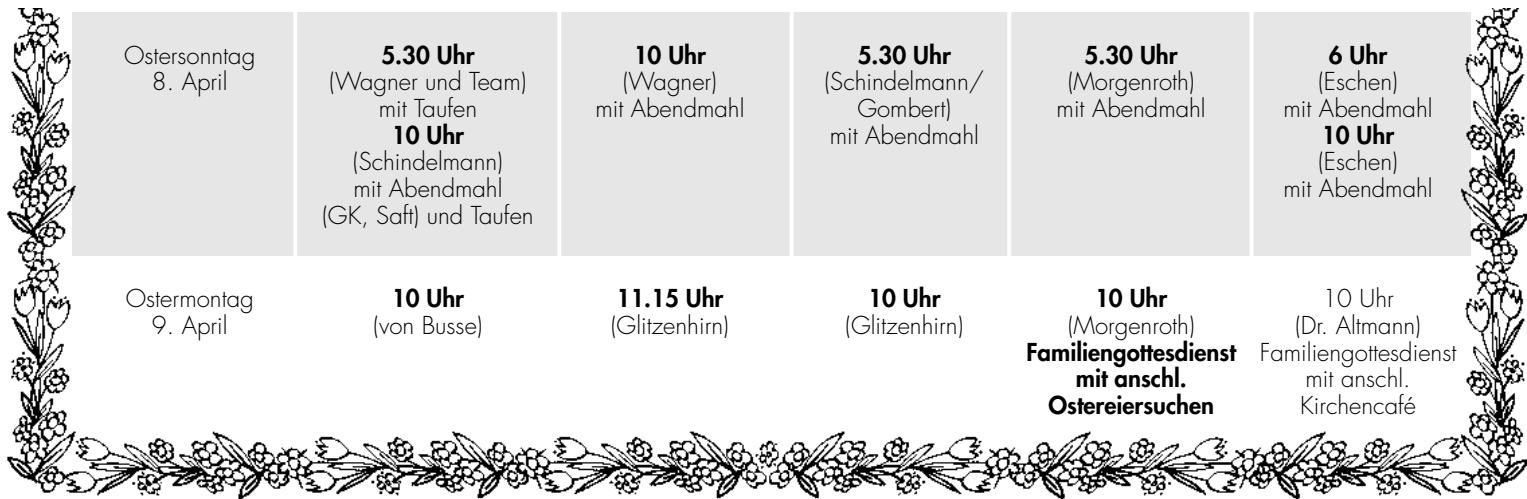 Ostersonntag
8. April
5.30 Uhr
(Wagner und Team)
mit Taufen
10 Uhr
(Schindelmann)
mit Abendmahl
(GK, Saft) und Taufen
10 Uhr
(Wagner)
mit Abendmahl
5.30 Uhr
(Schindelmann/
Gombert)
mit Abendmahl
5.30 Uhr
(Morgenroth)
mit Abendmahl
6 Uhr
(Eschen)
mit Abendmahl
10 Uhr
(Eschen)
mit Abendmahl
Ostermontag
9. April
10 Uhr
(von Busse)
11.15 Uhr
(Glitzenhirn)
10 Uhr
(Glitzenhirn)
10 Uhr
(Morgenroth)
Familiengottesdienst
mit anschl.
Ostereiersuchen
10 Uhr
(Dr. Altmann)
Familiengottesdienst
mit anschl.
Kirchencafé